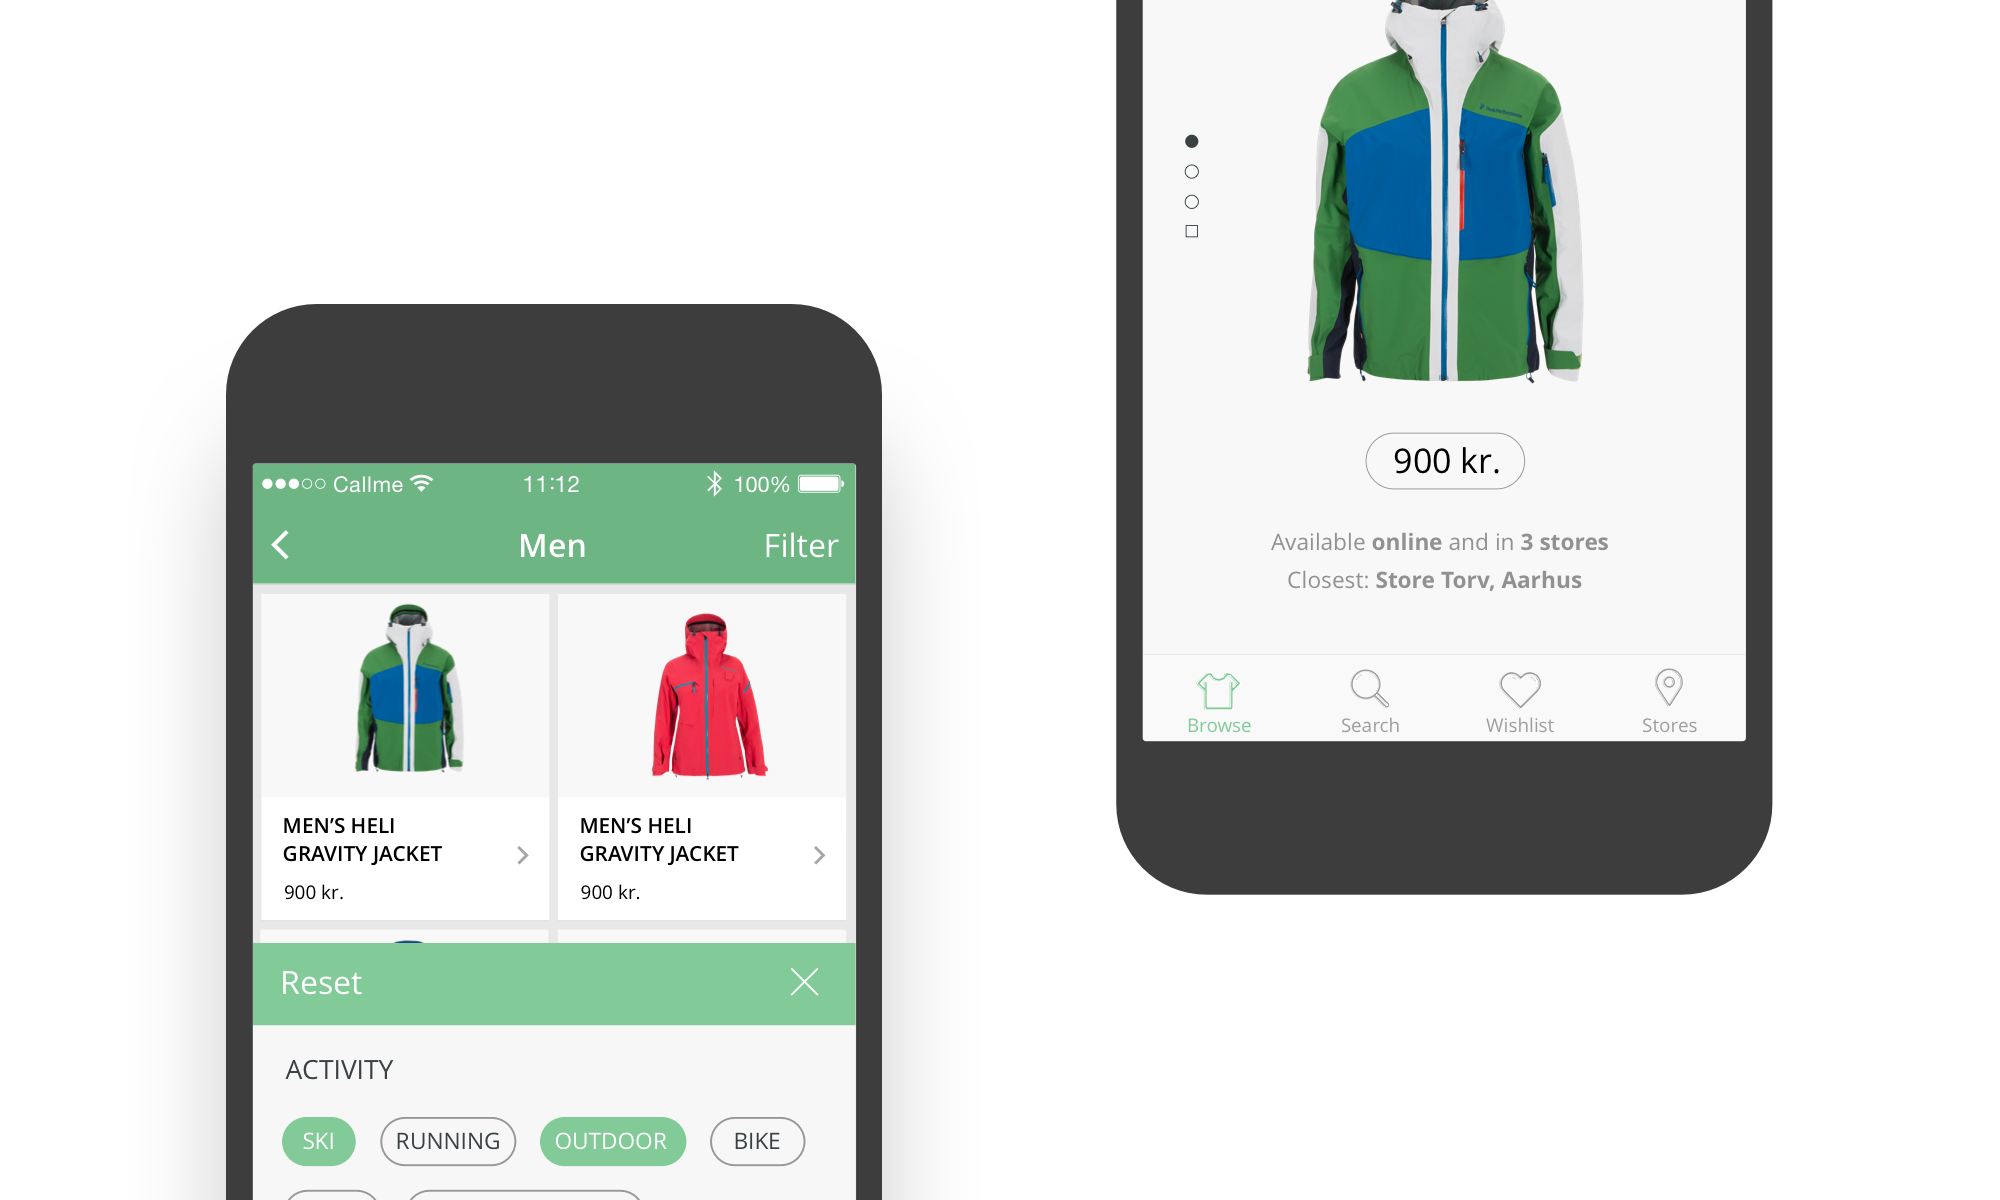 Callme 11:12 100%
Men Filter
MEN'S HELI
GRAVITY JACKET
900 kr.
MEN'S HELI
GRAVITY JACKET
900 kr.
Reset
ACTIVITY
SKI RUNNING OUTDOOR BIKE
900 kr.
Available online and in 3 stores
Closest: Store Torv, Aarhus
Browse Search Wishlist Stores